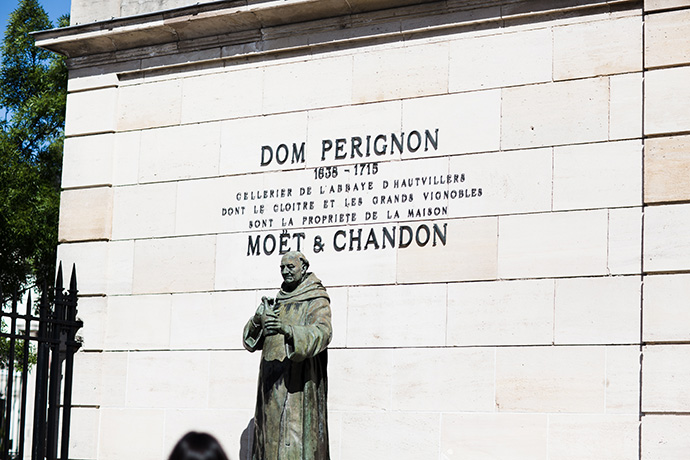 DOM PERIGNON
1638 - 1715
CELLERIER DE L'ABBAYE D'HAUTVILLERS
DONT LE CLOITRE ET LES GRANDS VIGNOBLES
SONT LA PROPRIETE DE LA MAISON
MOËT & CHANDON